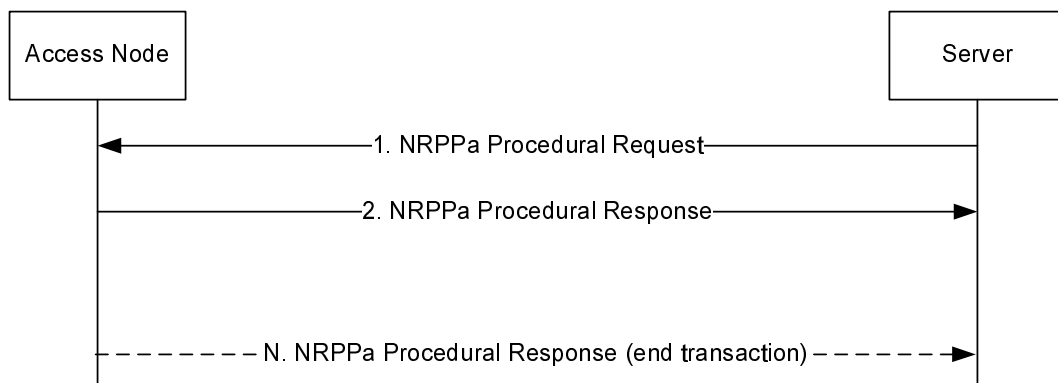 Access Node
Server
1. NRPPa Procedural Request
2. NRPPa Procedural Response
N. NRPPa Procedural Response (end transaction)